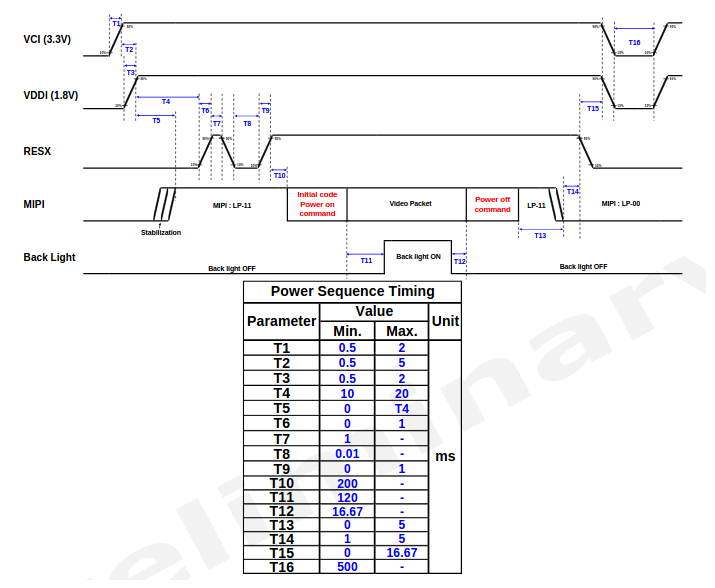 T1
VCI (3.3V)
T2
T16
T3
VDDI (1.8V)
T4
T6
T9
T15
T5
T7
T8
RESX
T10
T14
MIPI
MIPI : LP-11
Initial code
Power on
command
Video Packet
Power off
command
LP-11
MIPI : LP-00
Stabilization
T13
Back Light
Back light OFF
T11
Back light ON
T12
Back light OFF
Power Sequence Timing
Parameter Value Unit
Min. Max.
T1 0.5 2
T2 0.5 5
T3 0.5 2
T4 10 20
T5 0 T4
T6 0 1
T7 1 -
T8 0.01 -
ms
T9 0 1
T10 200 -
T11 120 -
T12 16.67 -
T13 0 5
T14 1 5
T15 0 16.67
T16 500 -